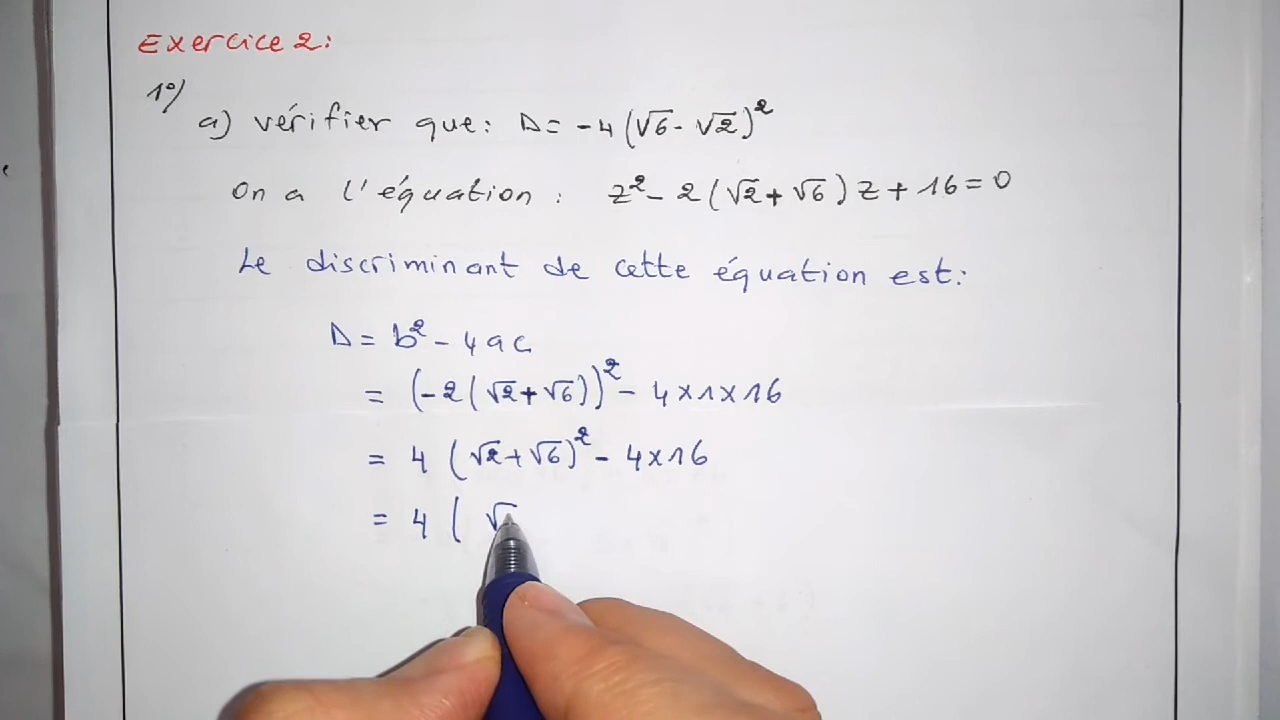 Exercice 2:
1°)
a) vérifier que: Δ = -4(√6 - √2)²
On a l'équation : z² - 2(√2 + √6)z + 16 = 0
Le discriminant de cette équation est:
Δ = b² - 4ac
= (-2(√2 + √6))² - 4×1×16
= 4 (√2 + √6)² - 4×16
= 4 ( √